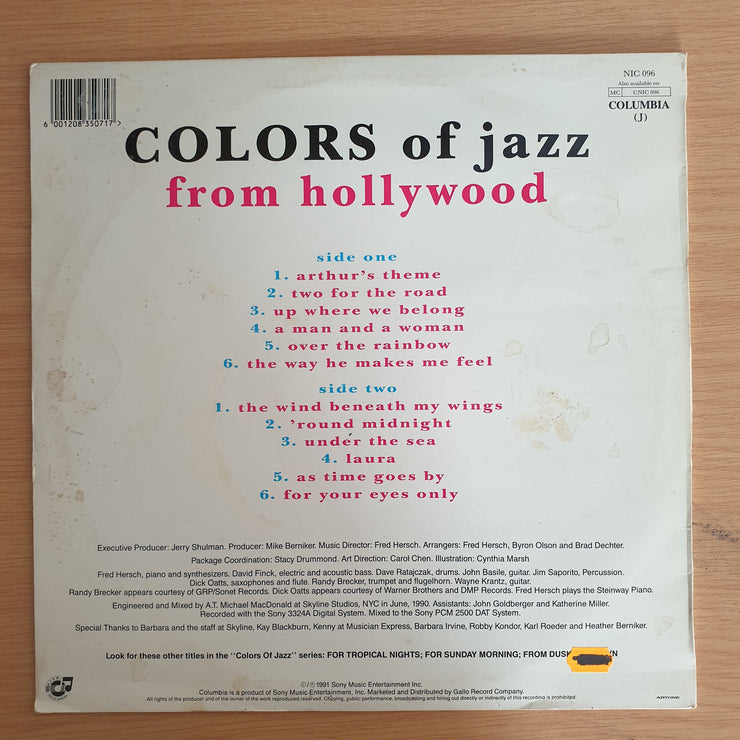 NIC 096
Also available on:
MC CNIC 096
COLUMBIA
(J)
6 001208 350717 >
COLORS of jazz
from hollywood
side one
1. arthur's theme
2. two for the road
3. up where we belong
4. a man and a woman
5. over the rainbow
6. the way he makes me feel
side two
1. the wind beneath my wings
2. 'round midnight
3. under the sea
4. laura
5. as time goes by
6. for your eyes only
Executive Producer: Jerry Shulman. Producer: Mike Berniker. Music Director: Fred Hersch. Arrangers: Fred Hersch, Byron Olson and Brad Dechter.
Package Coordination: Stacy Drummond. Art Direction: Carol Chen. Illustration: Cynthia Marsh
Fred Hersch, piano and synthesizers. David Finck, electric and acoustic bass. Dave Ratajczak, drums. John Basile, guitar. Jim Saporito, Percussion.
Dick Oatts, saxophones and flute. Randy Brecker, trumpet and flugelhorn. Wayne Krantz, guitar.
Randy Brecker appears courtesy of GRP/Sonet Records. Dick Oatts appears courtesy of Warner Brothers and DMP Records. Fred Hersch plays the Steinway Piano.
Engineered and Mixed by A.T. Michael MacDonald at Skyline Studios, NYC in June, 1990. Assistants: John Goldberger and Katherine Miller.
Recorded with the Sony 3324A Digital System. Mixed to the Sony PCM 2500 DAT System.
Special Thanks to Barbara and the staff at Skyline, Kay Blackburn, Kenny at Musician Express, Barbara Irvine, Robby Kondor, Karl Roeder and Heather Berniker.
Look for these other titles in the "Colors Of Jazz" series: FOR TROPICAL NIGHTS; FOR SUNDAY MORNING; FROM DUSK
©/℗ 1991 Sony Music Entertainment Inc.
Columbia is a product of Sony Music Entertainment Inc. Marketed and Distributed by Gallo Record Company.
All rights of the producer and of the owner of the work reproduced reserved. Copying, public performance, broadcasting and hiring out directly or indirectly of this recording is prohibited.
ARTONE